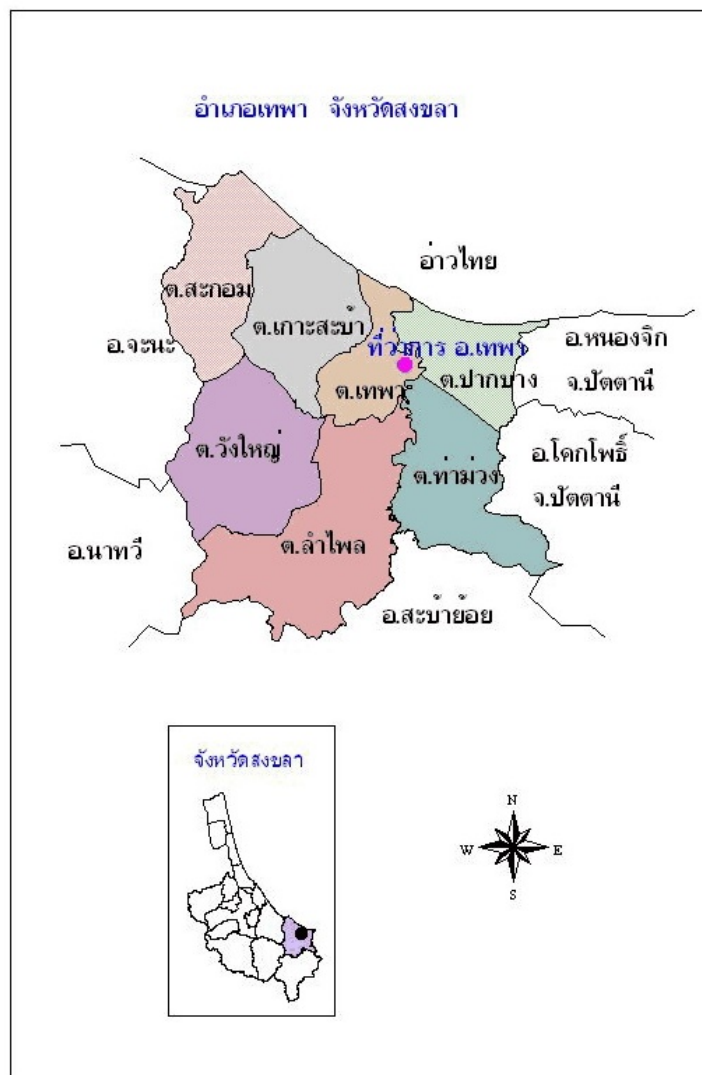 อำเภอเทพา จังหวัดสงขลา
อ่าวไทย
ต.สะกอม
ต.เกาะสะบ้า
อ.จะนะ
ที่ว่าการ อ.เทพา
อ.หนองจิก
จ.ปัตตานี
ต.เทพา
ต.ปากบาง
ต.วังใหญ่
อ.โคกโพธิ์
จ.ปัตตานี
ต.ท่าม่วง
อ.นาทวี
ต.ลำไพล
อ.สะบ้าย้อย
จังหวัดสงขลา
N
W
E
S